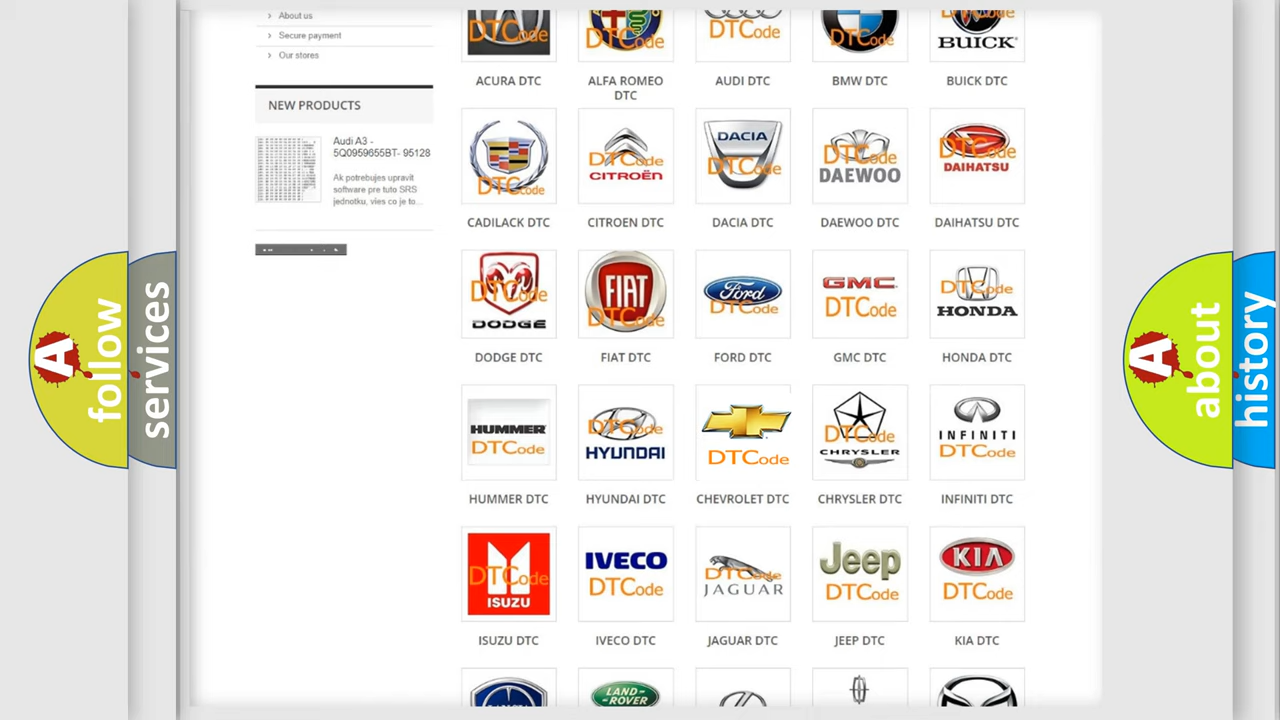 About us
Secure payment
Our stores
NEW PRODUCTS
Audi A3 -
5Q0959655BT- 95128
Ak potrebujes upravit
software pre tuto SRS
jednotku, vies co je to...
DTCode DTCode DTCode DTCode BUICK
ACURA DTC ALFA ROMEO DTC AUDI DTC BMW DTC BUICK DTC
DTCode DTCode CITROËN DACIA DTCode DTCode DAEWOO DTCode DAIHATSU
CADILACK DTC CITROEN DTC DACIA DTC DAEWOO DTC DAIHATSU DTC
DTCode DODGE FIAT DTCode Ford DTCode GMC DTCode DTCode HONDA
DODGE DTC FIAT DTC FORD DTC GMC DTC HONDA DTC
HUMMER DTCode DTCode HYUNDAI DTCode DTCode CHRYSLER INFINITI DTCode
HUMMER DTC HYUNDAI DTC CHEVROLET DTC CHRYSLER DTC INFINITI DTC
DTCode ISUZU IVECO DTCode DTCode JAGUAR Jeep DTCode KIA DTCode
ISUZU DTC IVECO DTC JAGUAR DTC JEEP DTC KIA DTC
LAND-
ROVER
A follow
services
A about
history